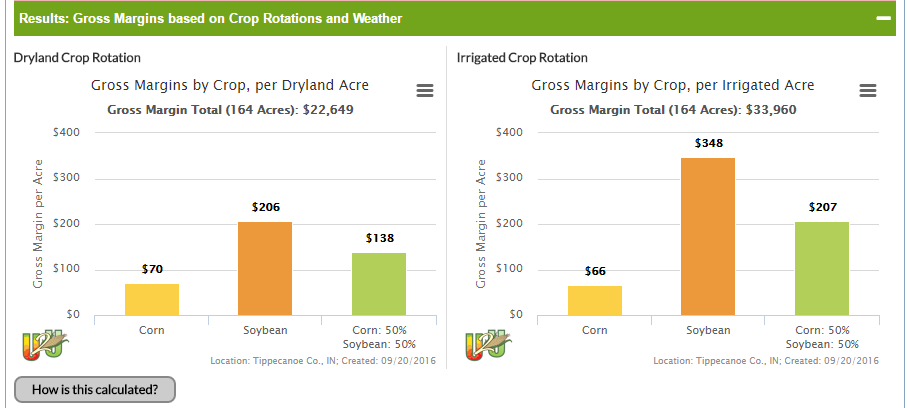 Results: Gross Margins based on Crop Rotations and Weather
Dryland Crop Rotation
Gross Margins by Crop, per Dryland Acre
Gross Margin Total (164 Acres): $22,649
Gross Margin per Acre
$400
$300
$200
$100
$0
$70
$206
$138
Corn
Soybean
Corn: 50%
Soybean: 50%
U2U
Location: Tippecanoe Co., IN; Created: 09/20/2016
Irrigated Crop Rotation
Gross Margins by Crop, per Irrigated Acre
Gross Margin Total (164 Acres): $33,960
Gross Margin per Acre
$400
$300
$200
$100
$0
$66
$348
$207
Corn
Soybean
Corn: 50%
Soybean: 50%
U2U
Location: Tippecanoe Co., IN; Created: 09/20/2016
How is this calculated?